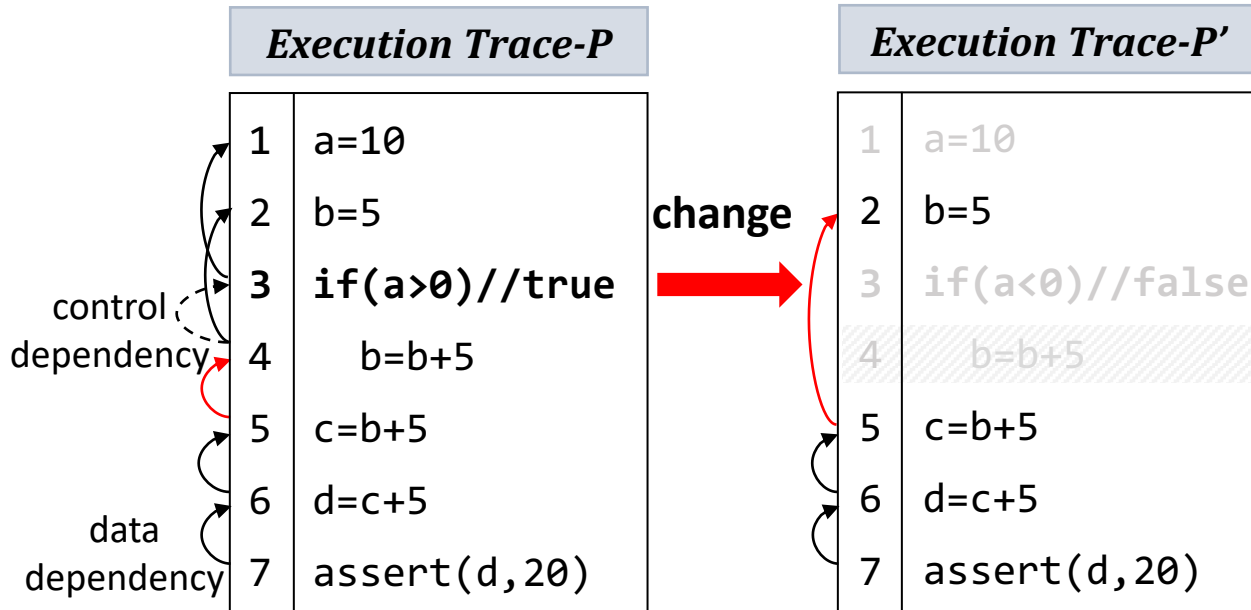 Execution Trace-P
1 a=10
2 b=5
3 if(a>0)//true
4 b=b+5
5 c=b+5
6 d=c+5
7 assert(d,20)
control
dependency
data
dependency
change
Execution Trace-P’
1 a=10
2 b=5
3 if(a<0)//false
4 b=b+5
5 c=b+5
6 d=c+5
7 assert(d,20)